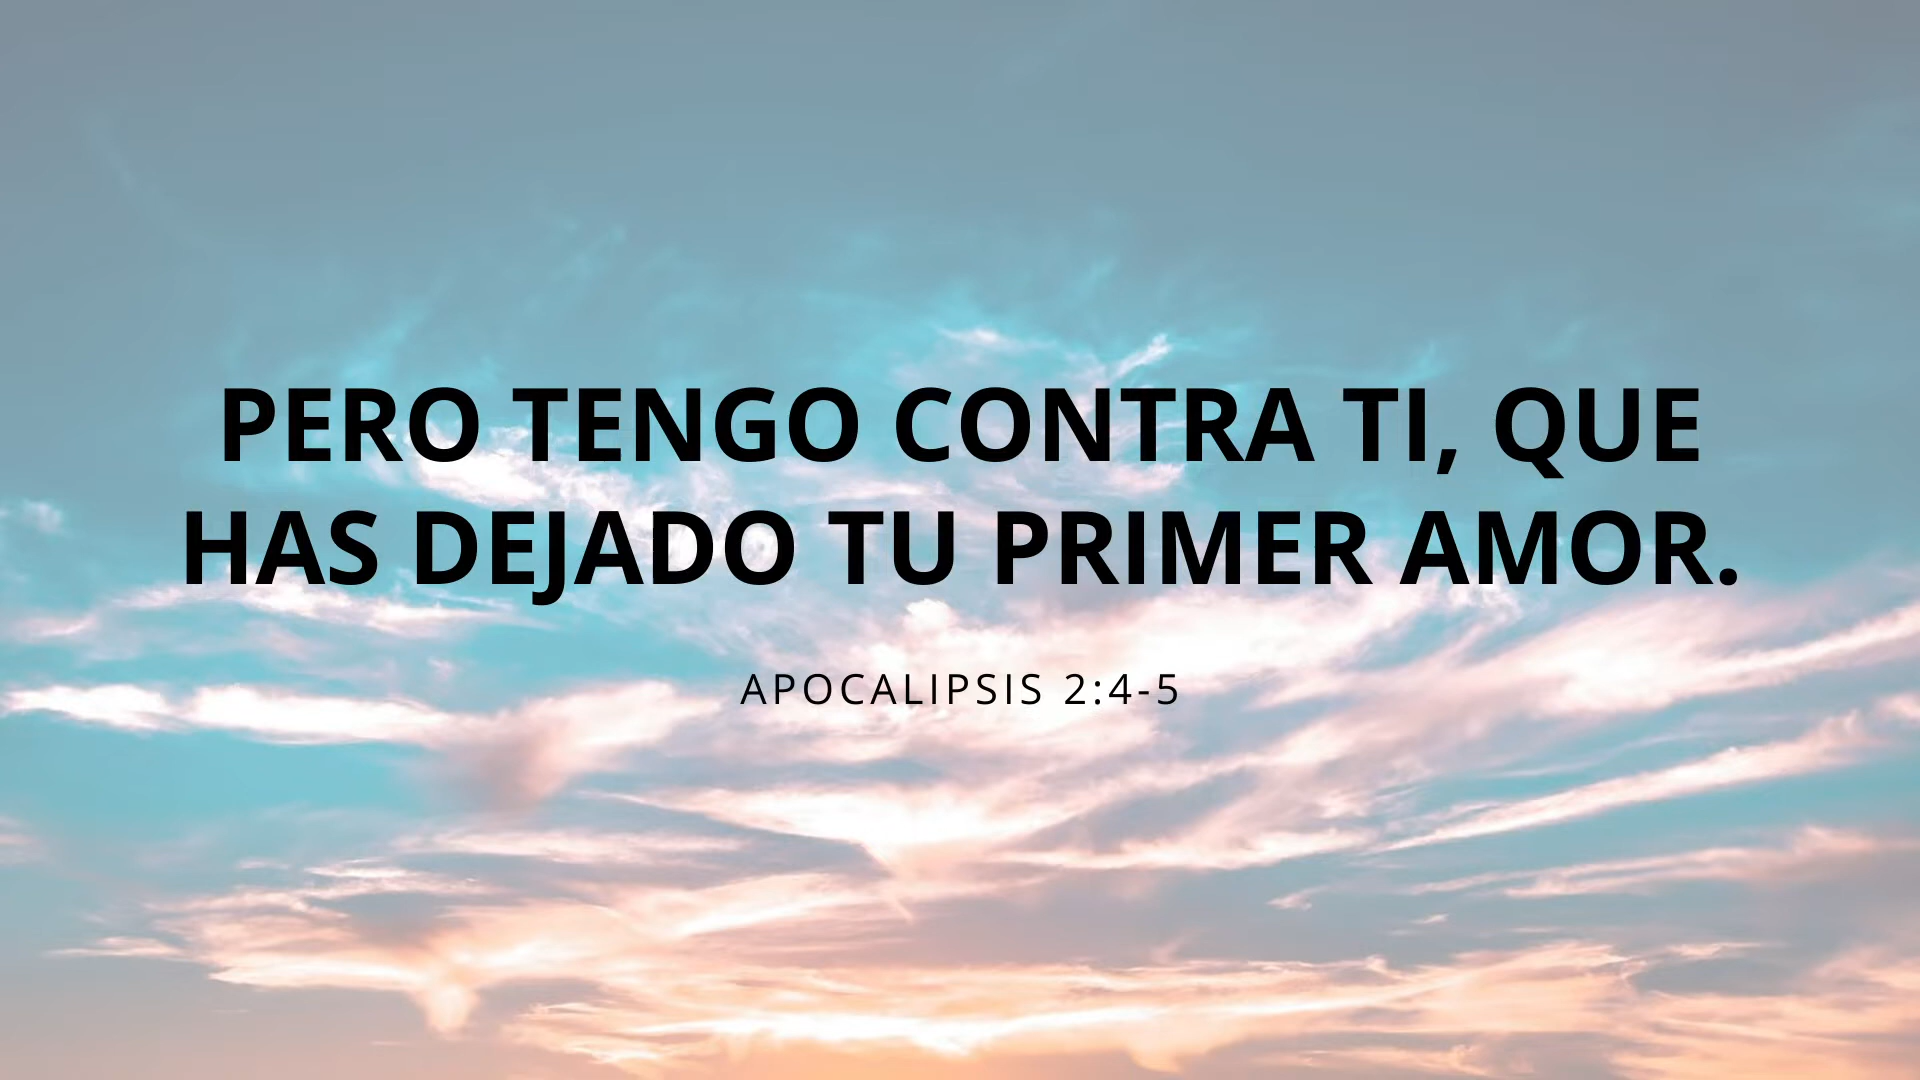 PERO TENGO CONTRA TI, QUE
HAS DEJADO TU PRIMER AMOR.
APOCALIPSIS 2:4-5